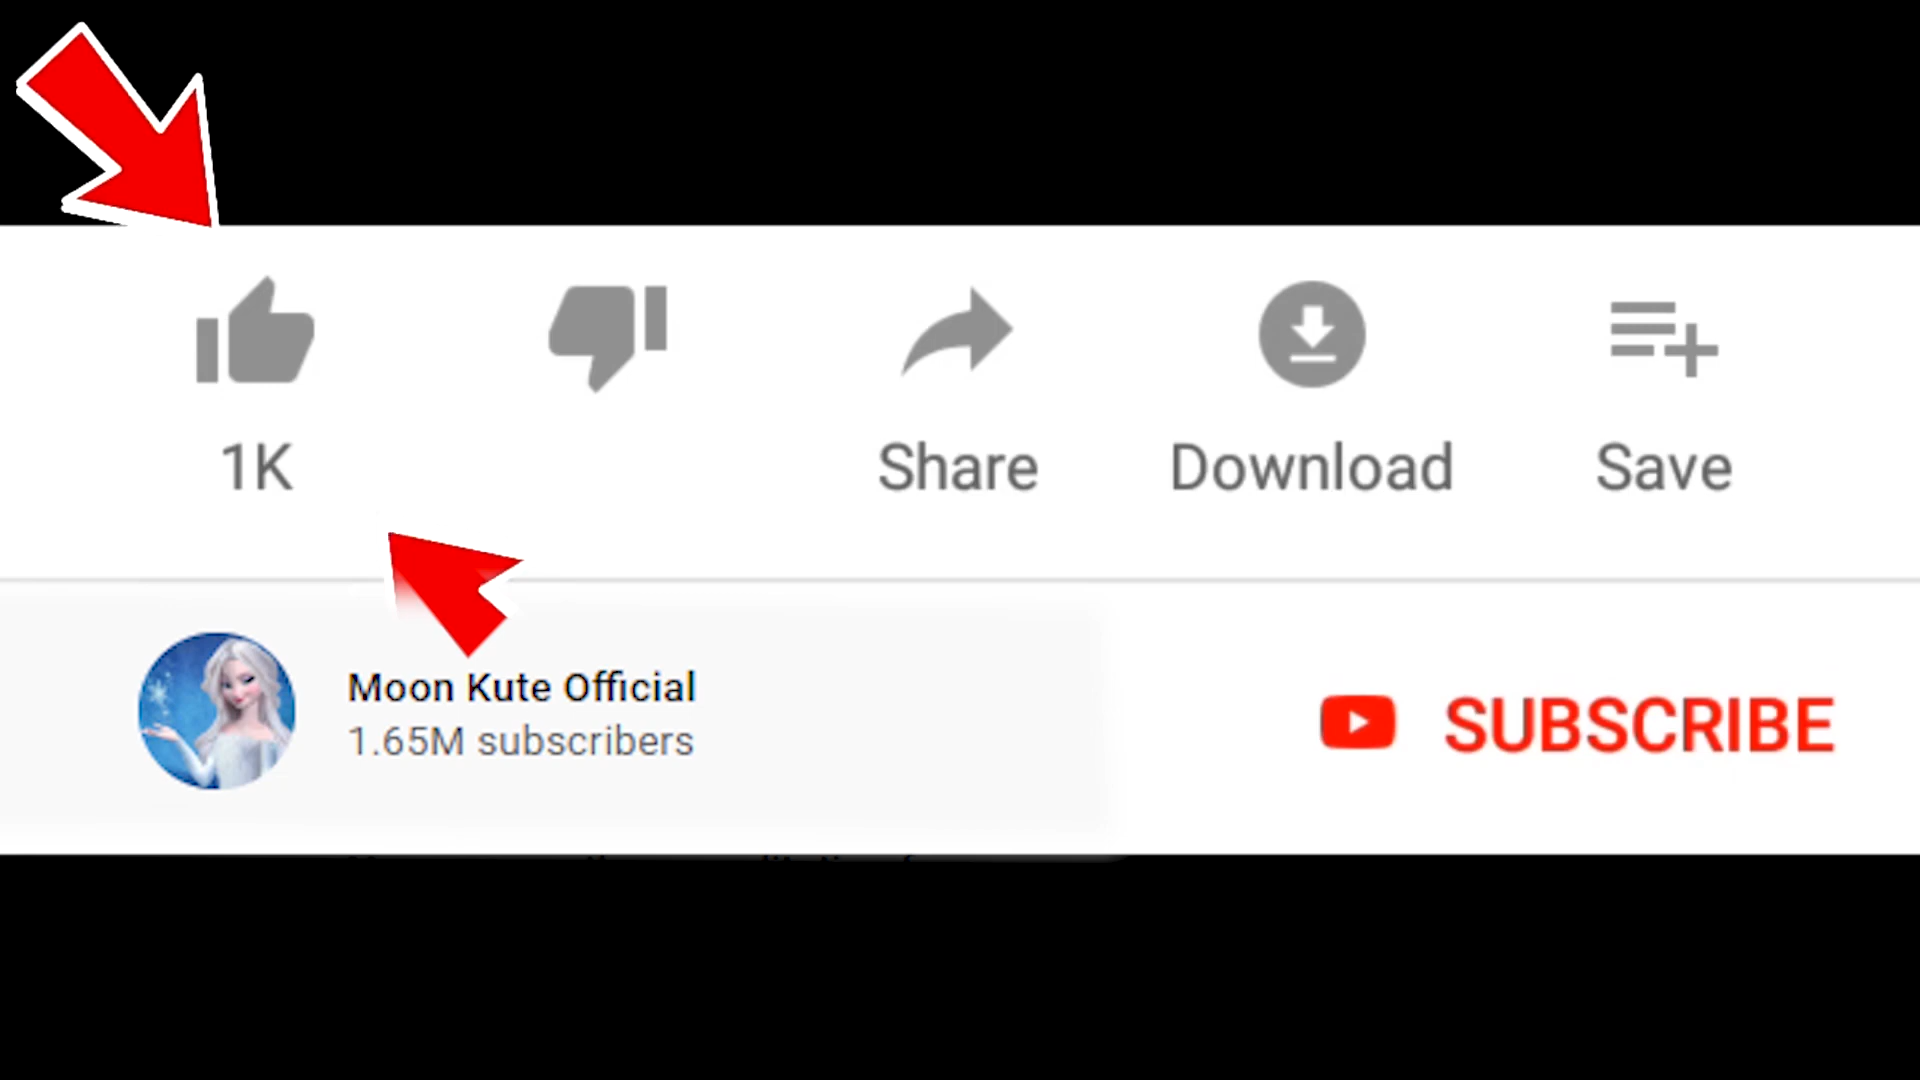 1K
Share
Download
Save
Moon Kute Official
1.65M subscribers
SUBSCRIBE